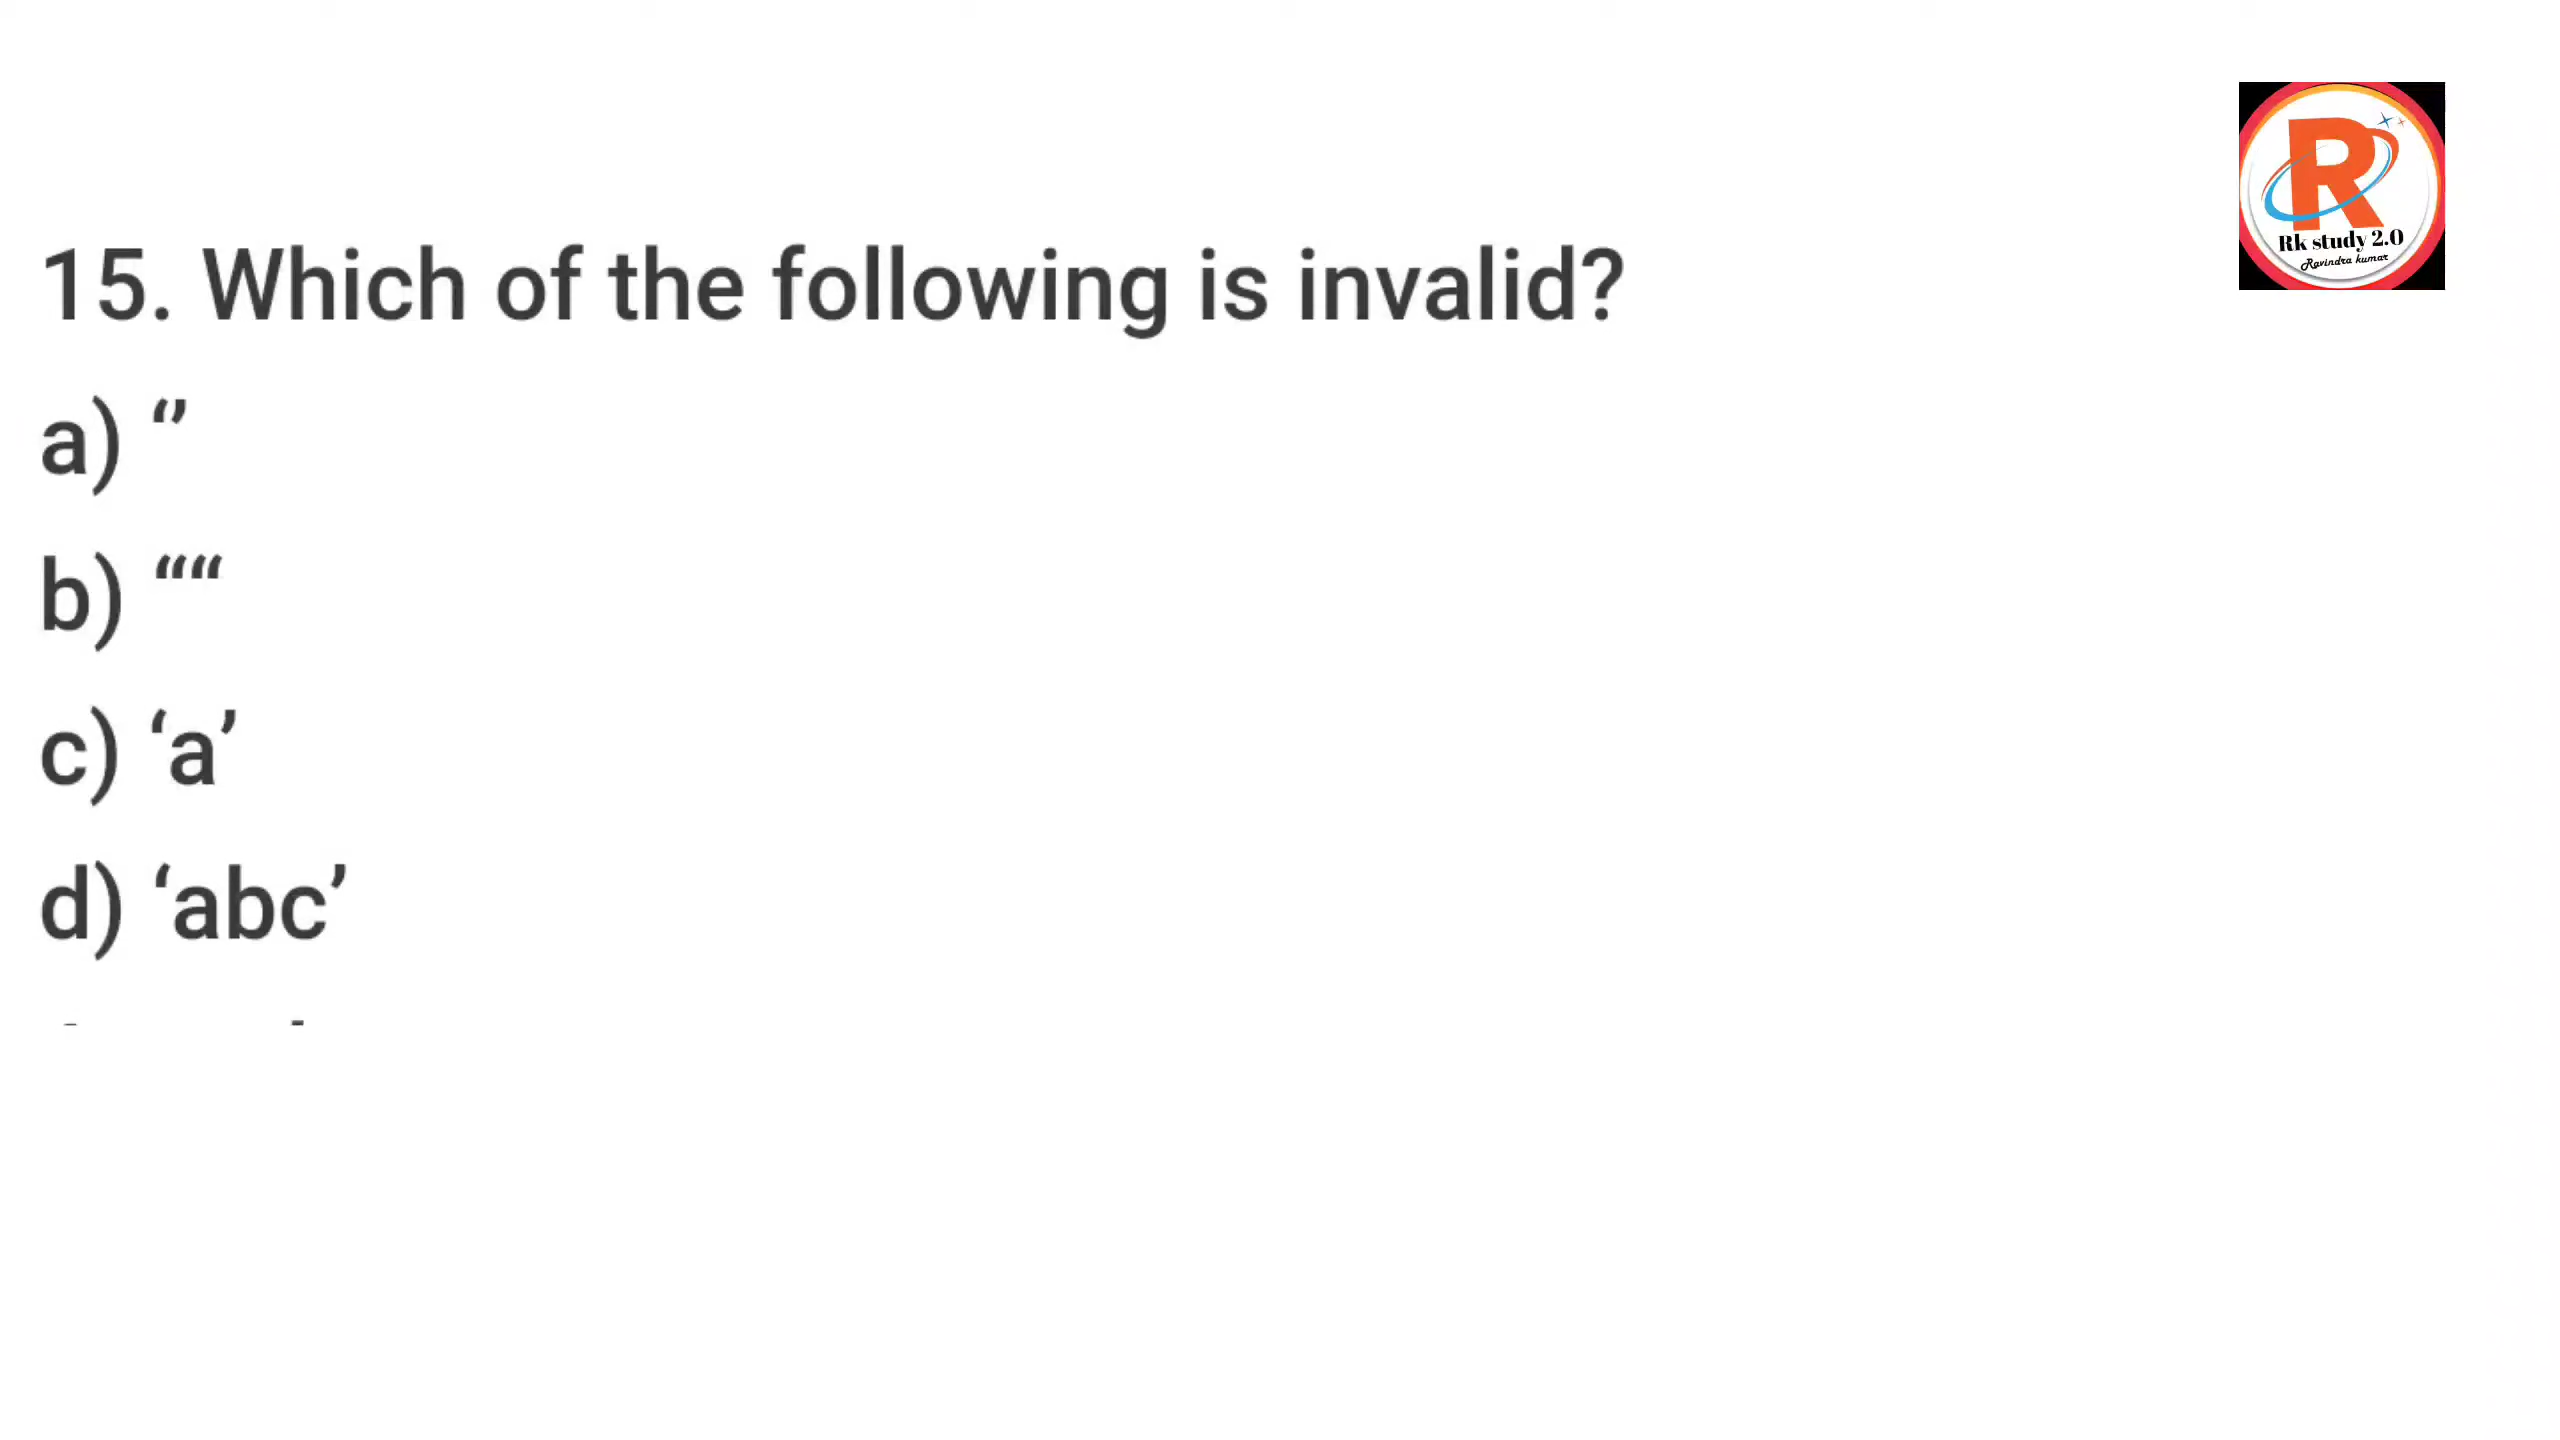 15. Which of the following is invalid?
a) ‘’
b) ““
c) ‘a’
d) ‘abc’
R
Rk study 2.0
Ravindra kumar